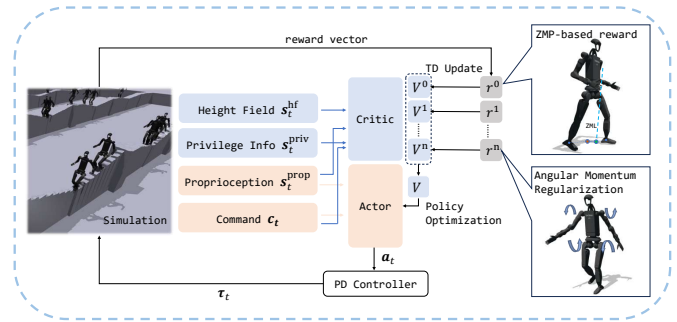 reward vector
ZMP-based reward
TD Update
Height Field s_t^hf
Privilege Info s_t^priv
Proprioception s_t^prop
Command c_t
Simulation
Critic
Actor
V^0
V^1
V^n
V
r^0
r^1
r^n
ZML
Policy
Optimization
Angular Momentum
Regularization
a_t
PD Controller
τ_t